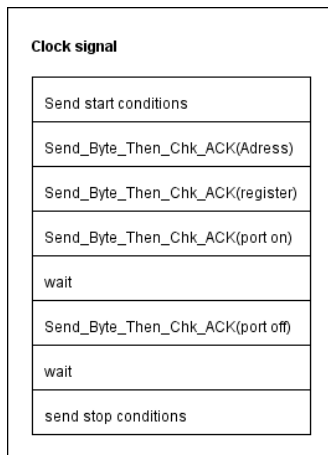 Clock signal
Send start conditions
Send_Byte_Then_Chk_ACK(Adress)
Send_Byte_Then_Chk_ACK(register)
Send_Byte_Then_Chk_ACK(port on)
wait
Send_Byte_Then_Chk_ACK(port off)
wait
send stop conditions